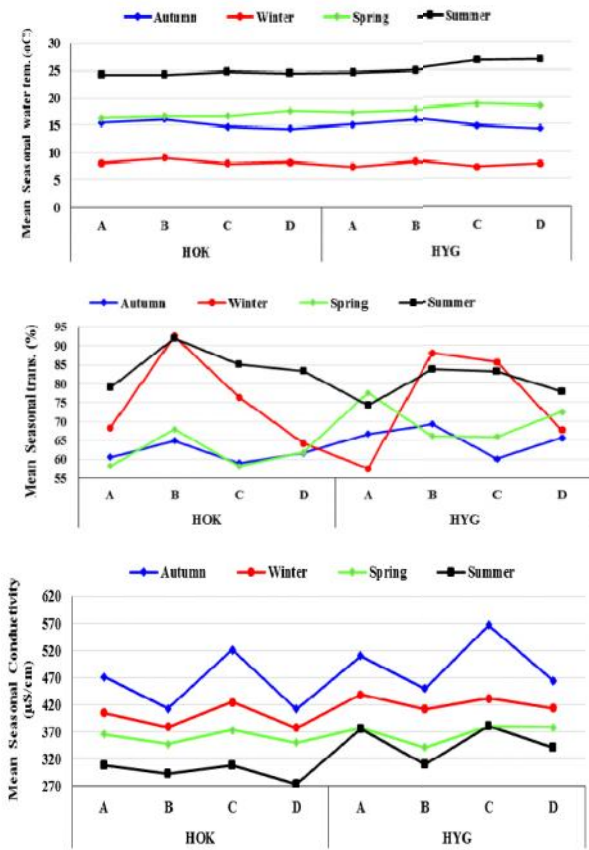 Autumn Winter Spring Summer
Mean Seasonal water tem. (oC)
30
25
20
15
10
5
0
A B C D A B C D
HOK HYG
Autumn Winter Spring Summer
Mean Seasonal trans. (%)
95
90
85
80
75
70
65
60
55
A B C D A B C D
HOK HYG
Autumn Winter Spring Summer
Mean Seasonal Conductivity
(µS/cm)
620
570
520
470
420
370
320
270
A B C D A B C D
HOK HYG